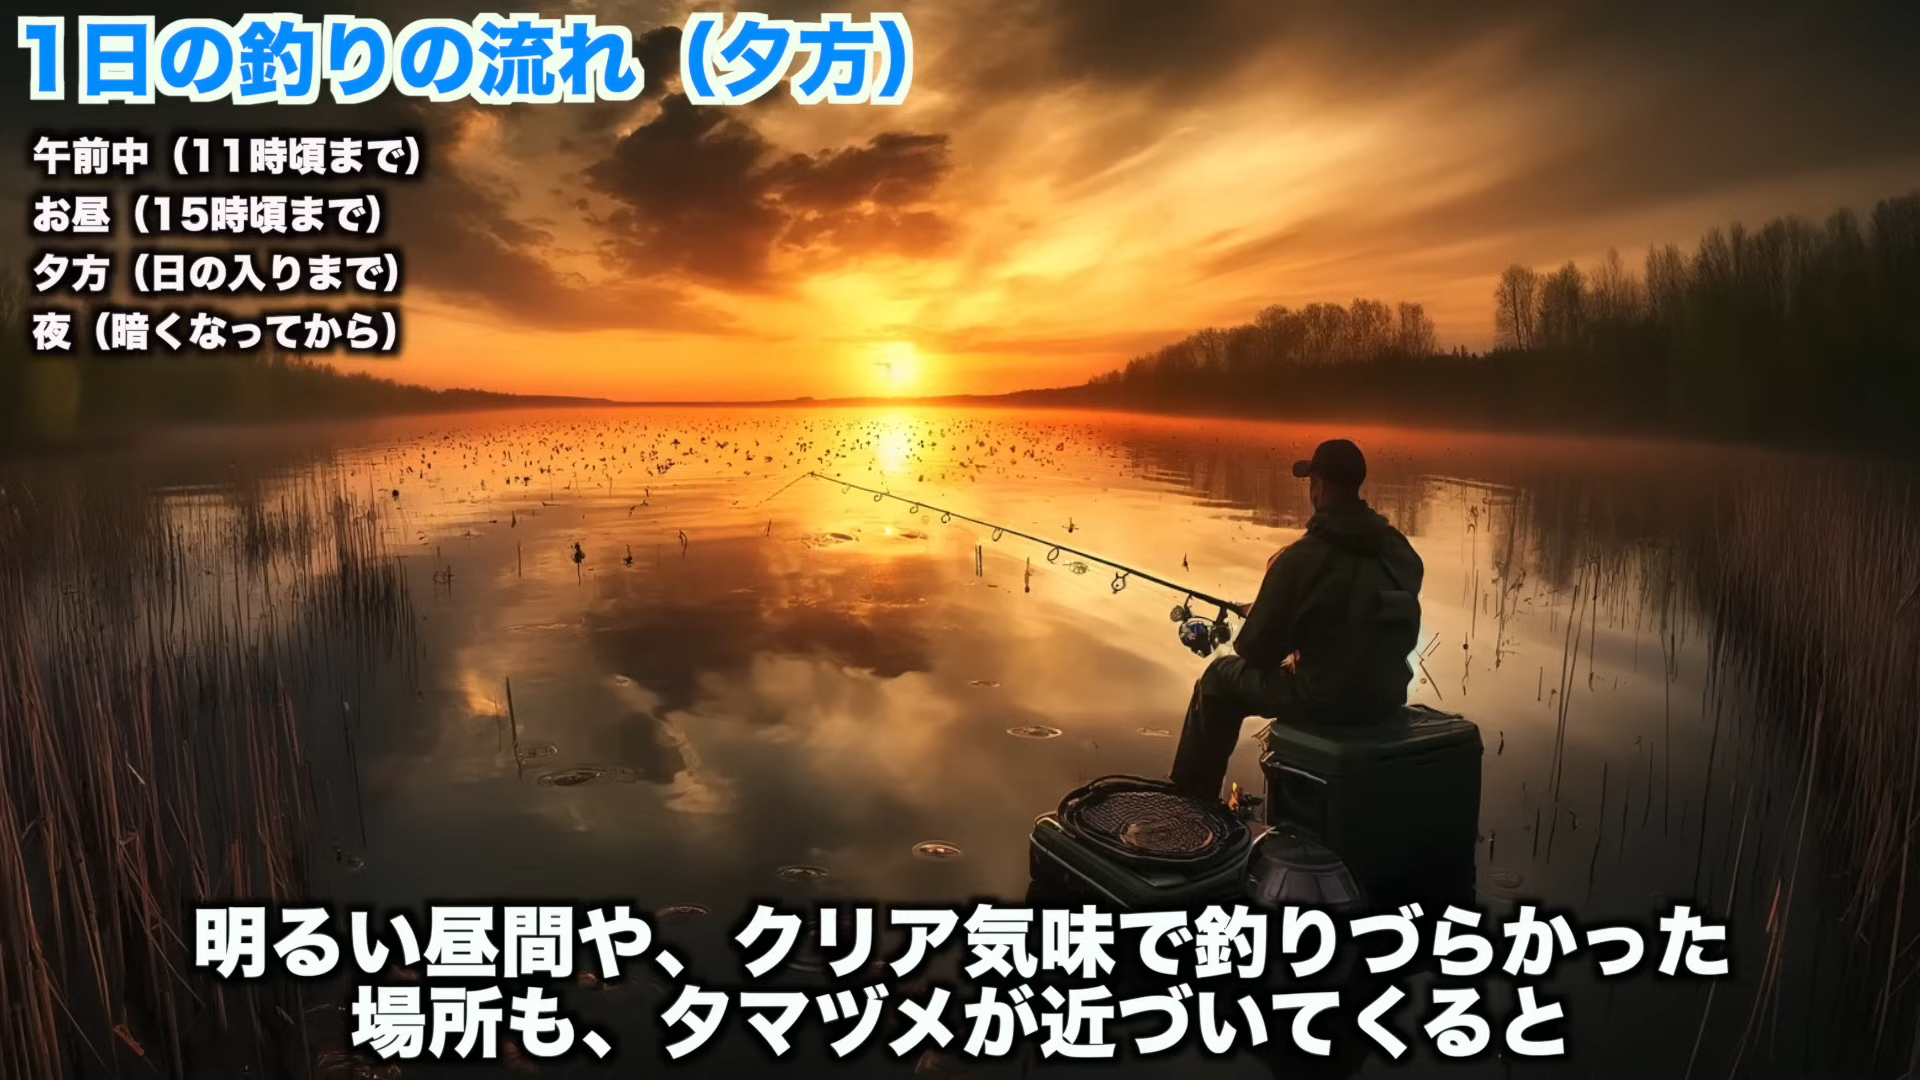 1日の釣りの流れ（夕方）
午前中（11時頃まで）
お昼（15時頃まで）
夕方（日の入りまで）
夜（暗くなってから）
明るい昼間や、クリア気味で釣りづらかった
場所も、夕マヅメが近づいてくると